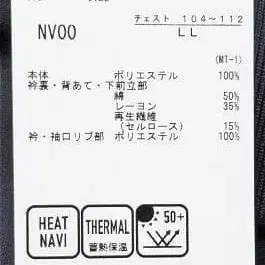 チェスト 104～112
NV00 LL
(MT-1)
本体 ポリエステル 100%
衿裏・背あて・下前立部
綿 50%
レーヨン 35%
再生繊維
(セルロース) 15%
衿・袖口リブ部 ポリエステル 100%
HEAT
NAVI
THERMAL
蓄熱保温
50+